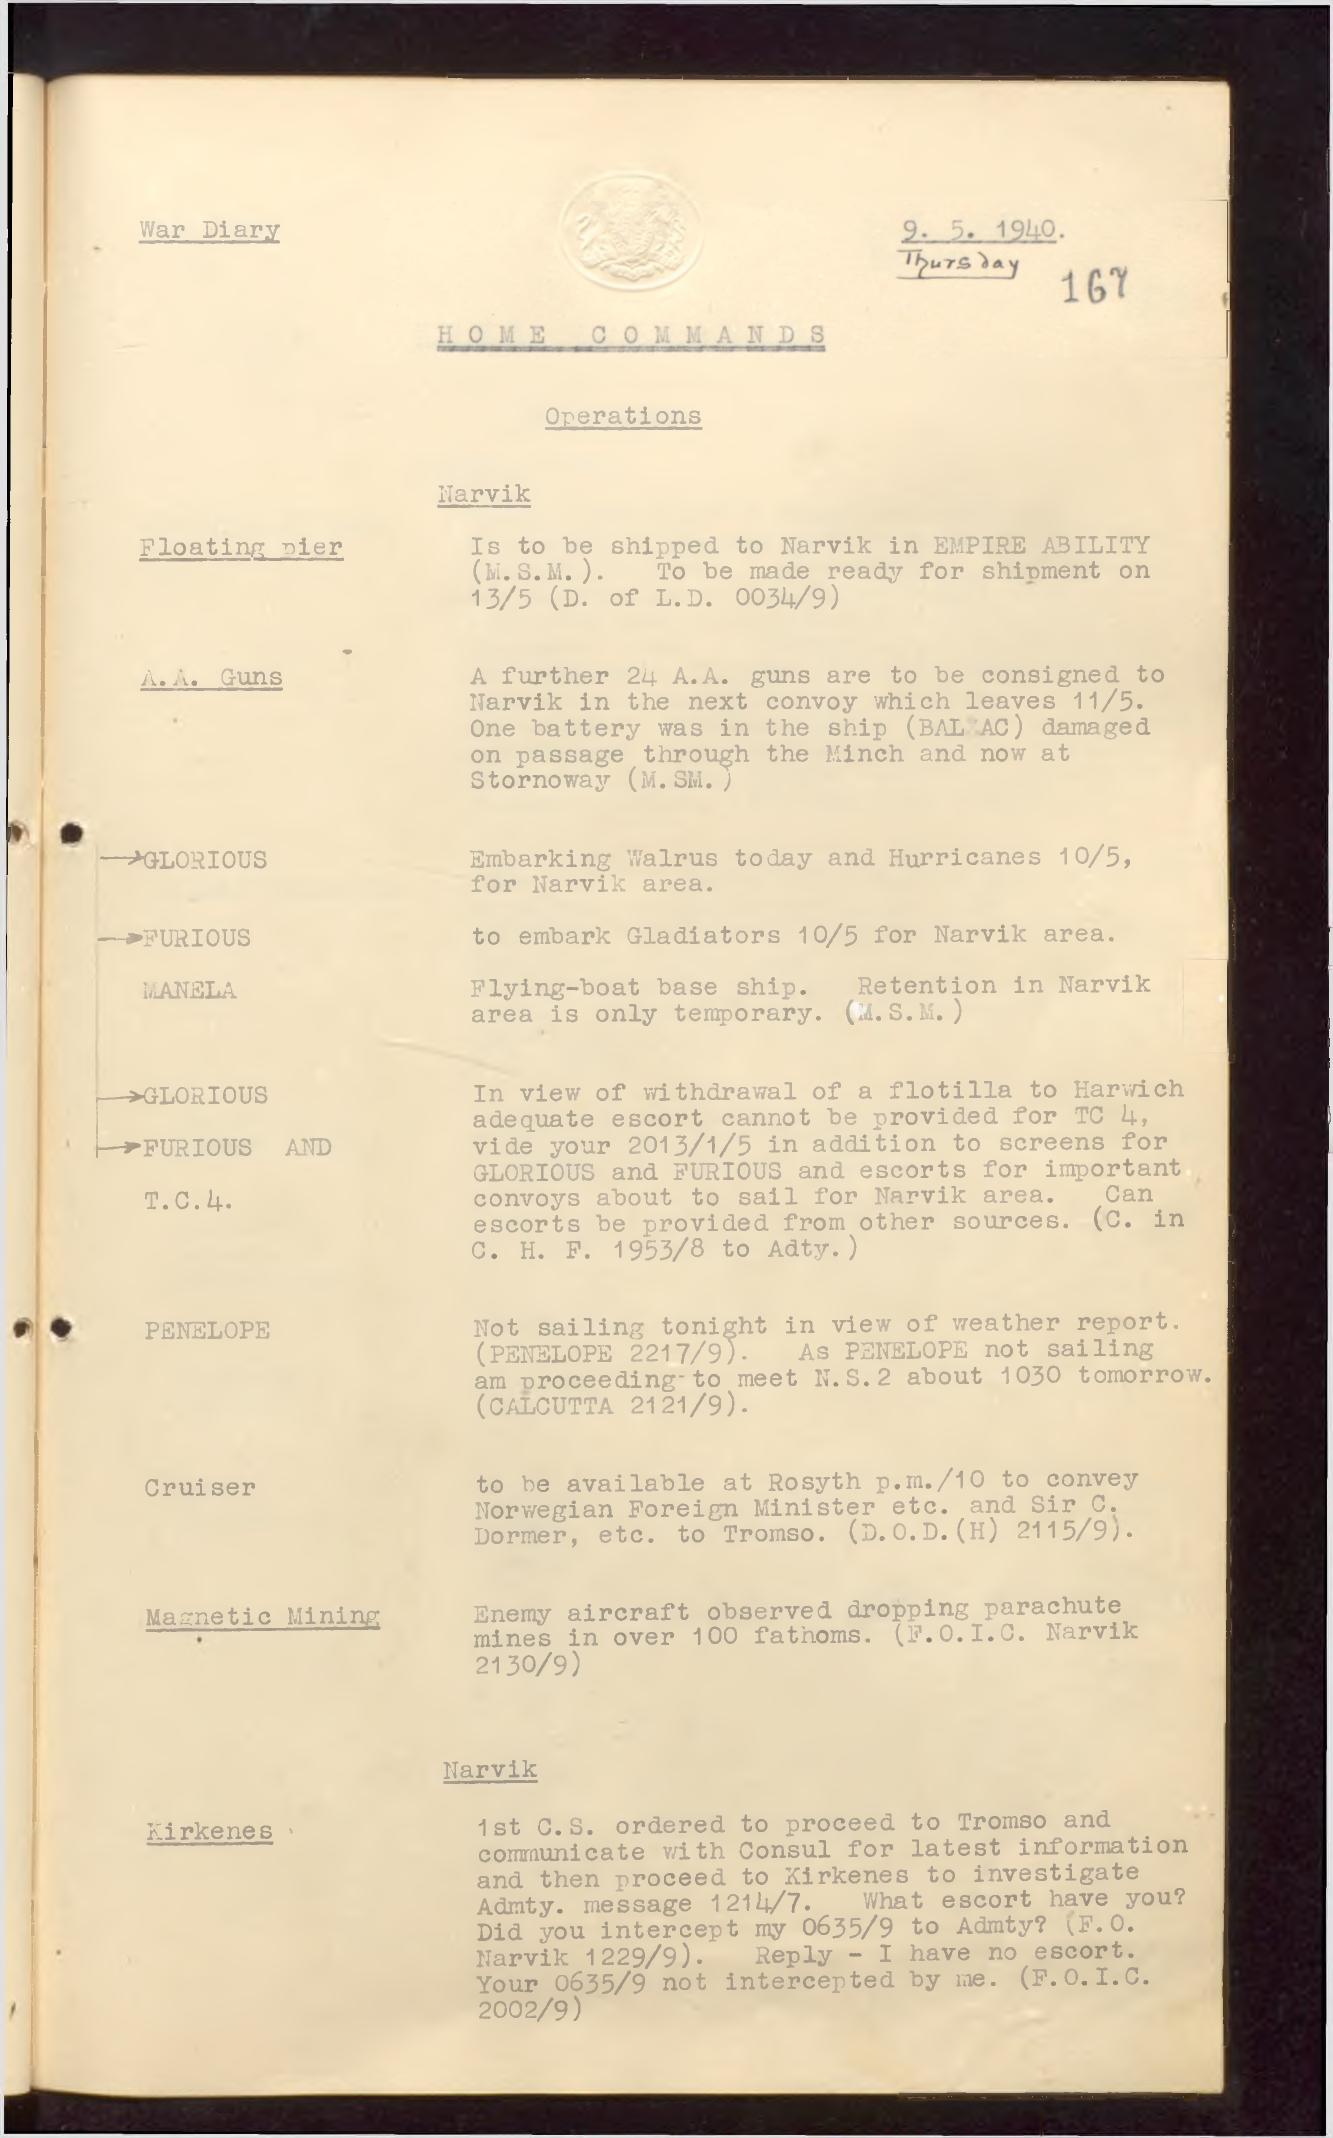 War Diary
9. 5. 1940.
Thursday
167
HOME COMMANDS
Operations
Narvik
Floating pier
Is to be shipped to Narvik in EMPIRE ABILITY
(M.S.M.). To be made ready for shipment on
13/5 (D. of L.D. 0034/9)
A.A. Guns
A further 24 A.A. guns are to be consigned to
Narvik in the next convoy which leaves 11/5.
One battery was in the ship (BAL AC) damaged
on passage through the Minch and now at
Stornoway (M.SM.)
GLORIOUS
Embarking Walrus today and Hurricanes 10/5,
for Narvik area.
FURIOUS
to embark Gladiators 10/5 for Narvik area.
MANELA
Flying-boat base ship. Retention in Narvik
area is only temporary. (M.S.M.)
GLORIOUS
FURIOUS AND
T.C.4.
In view of withdrawal of a flotilla to Harwich
adequate escort cannot be provided for TC 4,
vide your 2013/1/5 in addition to screens for
GLORIOUS and FURIOUS and escorts for important
convoys about to sail for Narvik area. Can
escorts be provided from other sources. (C. in
C. H. F. 1953/8 to Adty.)
PENELOPE
Not sailing tonight in view of weather report.
(PENELOPE 2217/9). As PENELOPE not sailing
am proceeding to meet N.S.2 about 1030 tomorrow.
(CALCUTTA 2121/9).
Cruiser
to be available at Rosyth p.m./10 to convey
Norwegian Foreign Minister etc. and Sir C.
Dormer, etc. to Tromso. (D.O.D.(H) 2115/9).
Magnetic Mining
Enemy aircraft observed dropping parachute
mines in over 100 fathoms. (F.O.I.C. Narvik
2130/9)
Narvik
Kirkenes
1st C.S. ordered to proceed to Tromso and
communicate with Consul for latest information
and then proceed to Kirkenes to investigate
Admty. message 1214/7. What escort have you?
Did you intercept my 0635/9 to Admty? (F.O.
Narvik 1229/9). Reply - I have no escort.
Your 0635/9 not intercepted by me. (F.O.I.C.
2002/9)